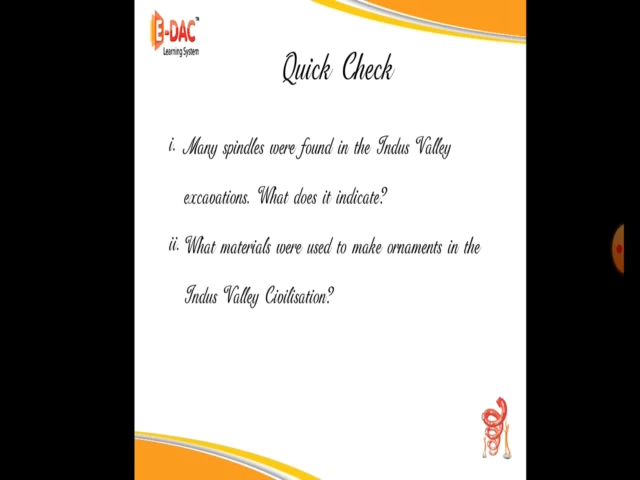 E-DAC™
Learning System
Quick Check
i. Many spindles were found in the Indus Valley
excavations. What does it indicate?
ii. What materials were used to make ornaments in the
Indus Valley Civilisation?